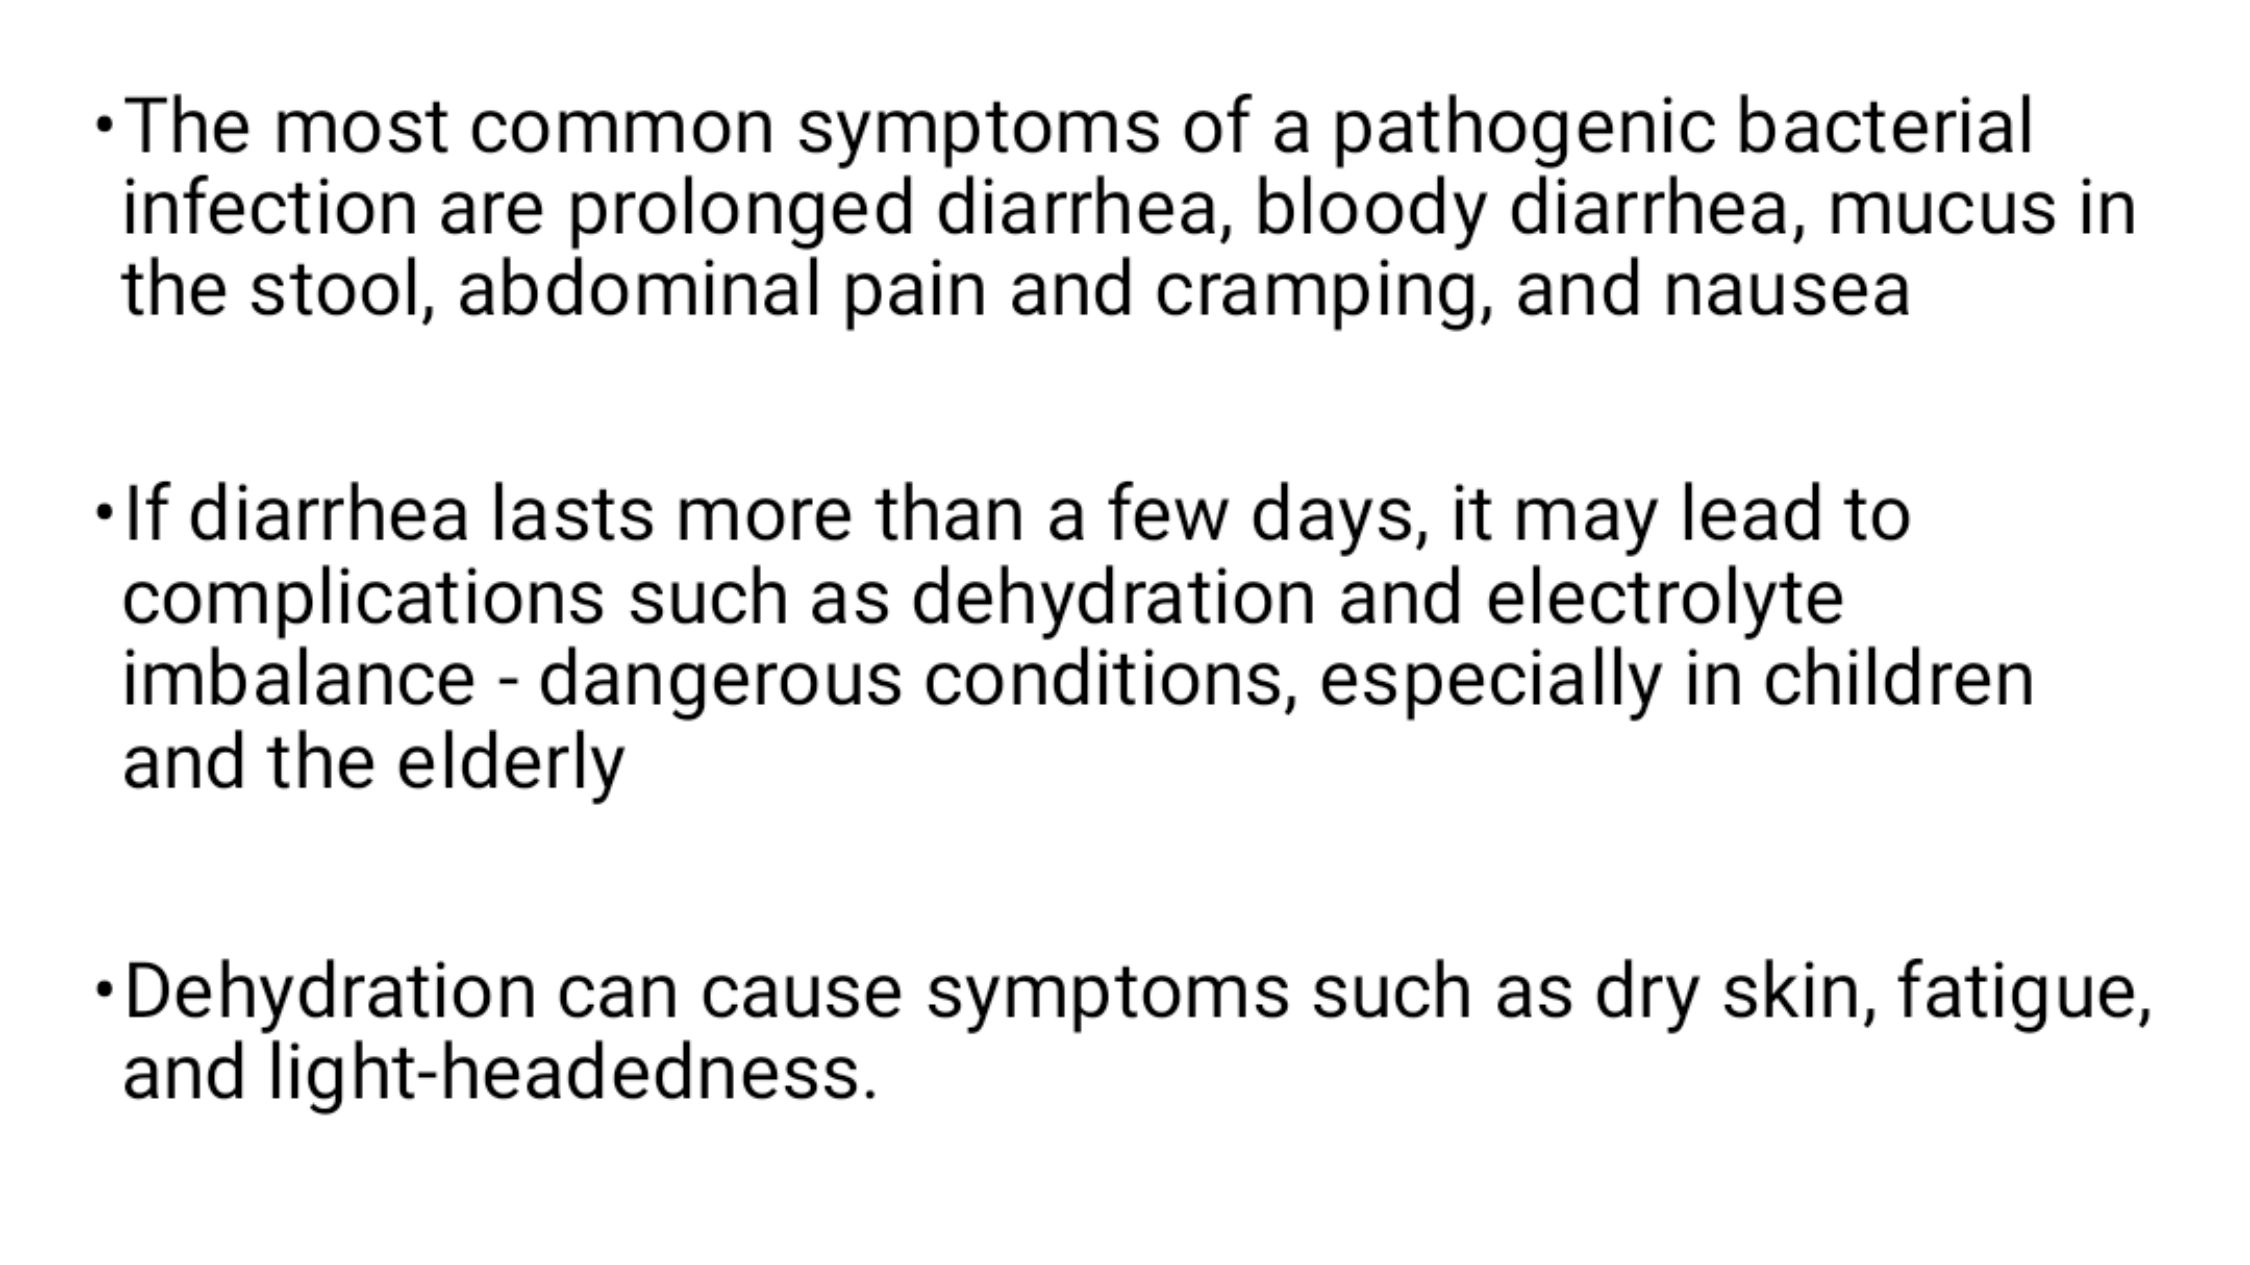 •The most common symptoms of a pathogenic bacterial
infection are prolonged diarrhea, bloody diarrhea, mucus in
the stool, abdominal pain and cramping, and nausea
•If diarrhea lasts more than a few days, it may lead to
complications such as dehydration and electrolyte
imbalance - dangerous conditions, especially in children
and the elderly
•Dehydration can cause symptoms such as dry skin, fatigue,
and light-headedness.